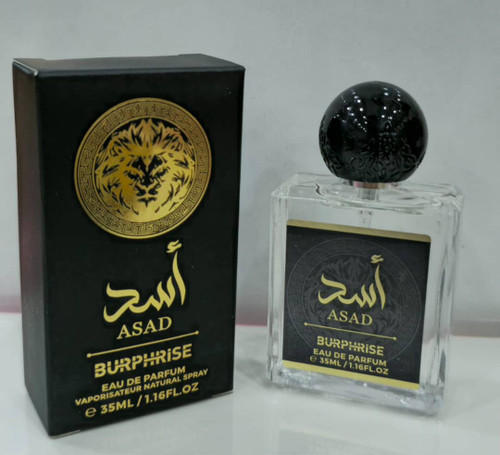 أسد
ASAD
BURPHRISE
EAU DE PARFUM
VAPORISATEUR NATURAL SPRAY
℮ 35ML / 1.16FL.OZ
أسد
ASAD
BURPHRISE
EAU DE PARFUM
℮ 35ML / 1.16FL.OZ